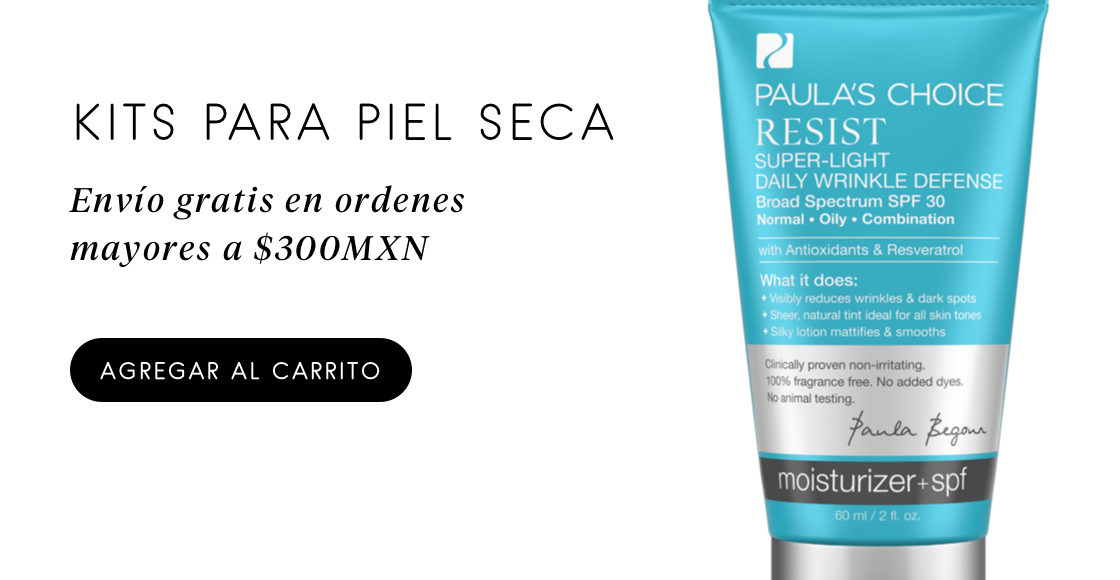 KITS PARA PIEL SECA
Envío gratis en ordenes
mayores a $300MXN
AGREGAR AL CARRITO
PAULA'S CHOICE
RESIST
SUPER-LIGHT
DAILY WRINKLE DEFENSE
Broad Spectrum SPF 30
Normal • Oily • Combination
with Antioxidants & Resveratrol
What it does:
+ Visibly reduces wrinkles & dark spots
+ Sheer, natural tint ideal for all skin tones
+ Silky lotion mattifies & smooths
Clinically proven non-irritating.
100% fragrance free. No added dyes.
No animal testing.
Paula Begoun
moisturizer+spf
60 ml / 2 fl. oz.